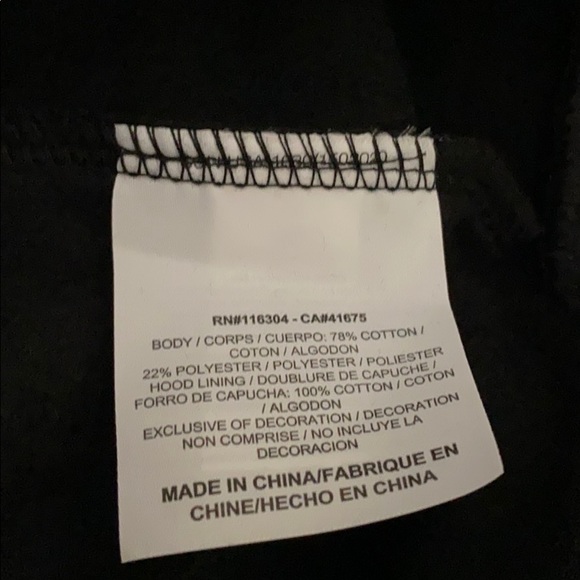 RN#116304 - CA#41675
BODY / CORPS / CUERPO: 78% COTTON /
COTON / ALGODON
22% POLYESTER / POLYESTER / POLIESTER
HOOD LINING / DOUBLURE DE CAPUCHE /
FORRO DE CAPUCHA: 100% COTTON / COTON
/ ALGODON
EXCLUSIVE OF DECORATION / DECORATION
NON COMPRISE / NO INCLUYE LA
DECORACION
MADE IN CHINA/FABRIQUE EN
CHINE/HECHO EN CHINA